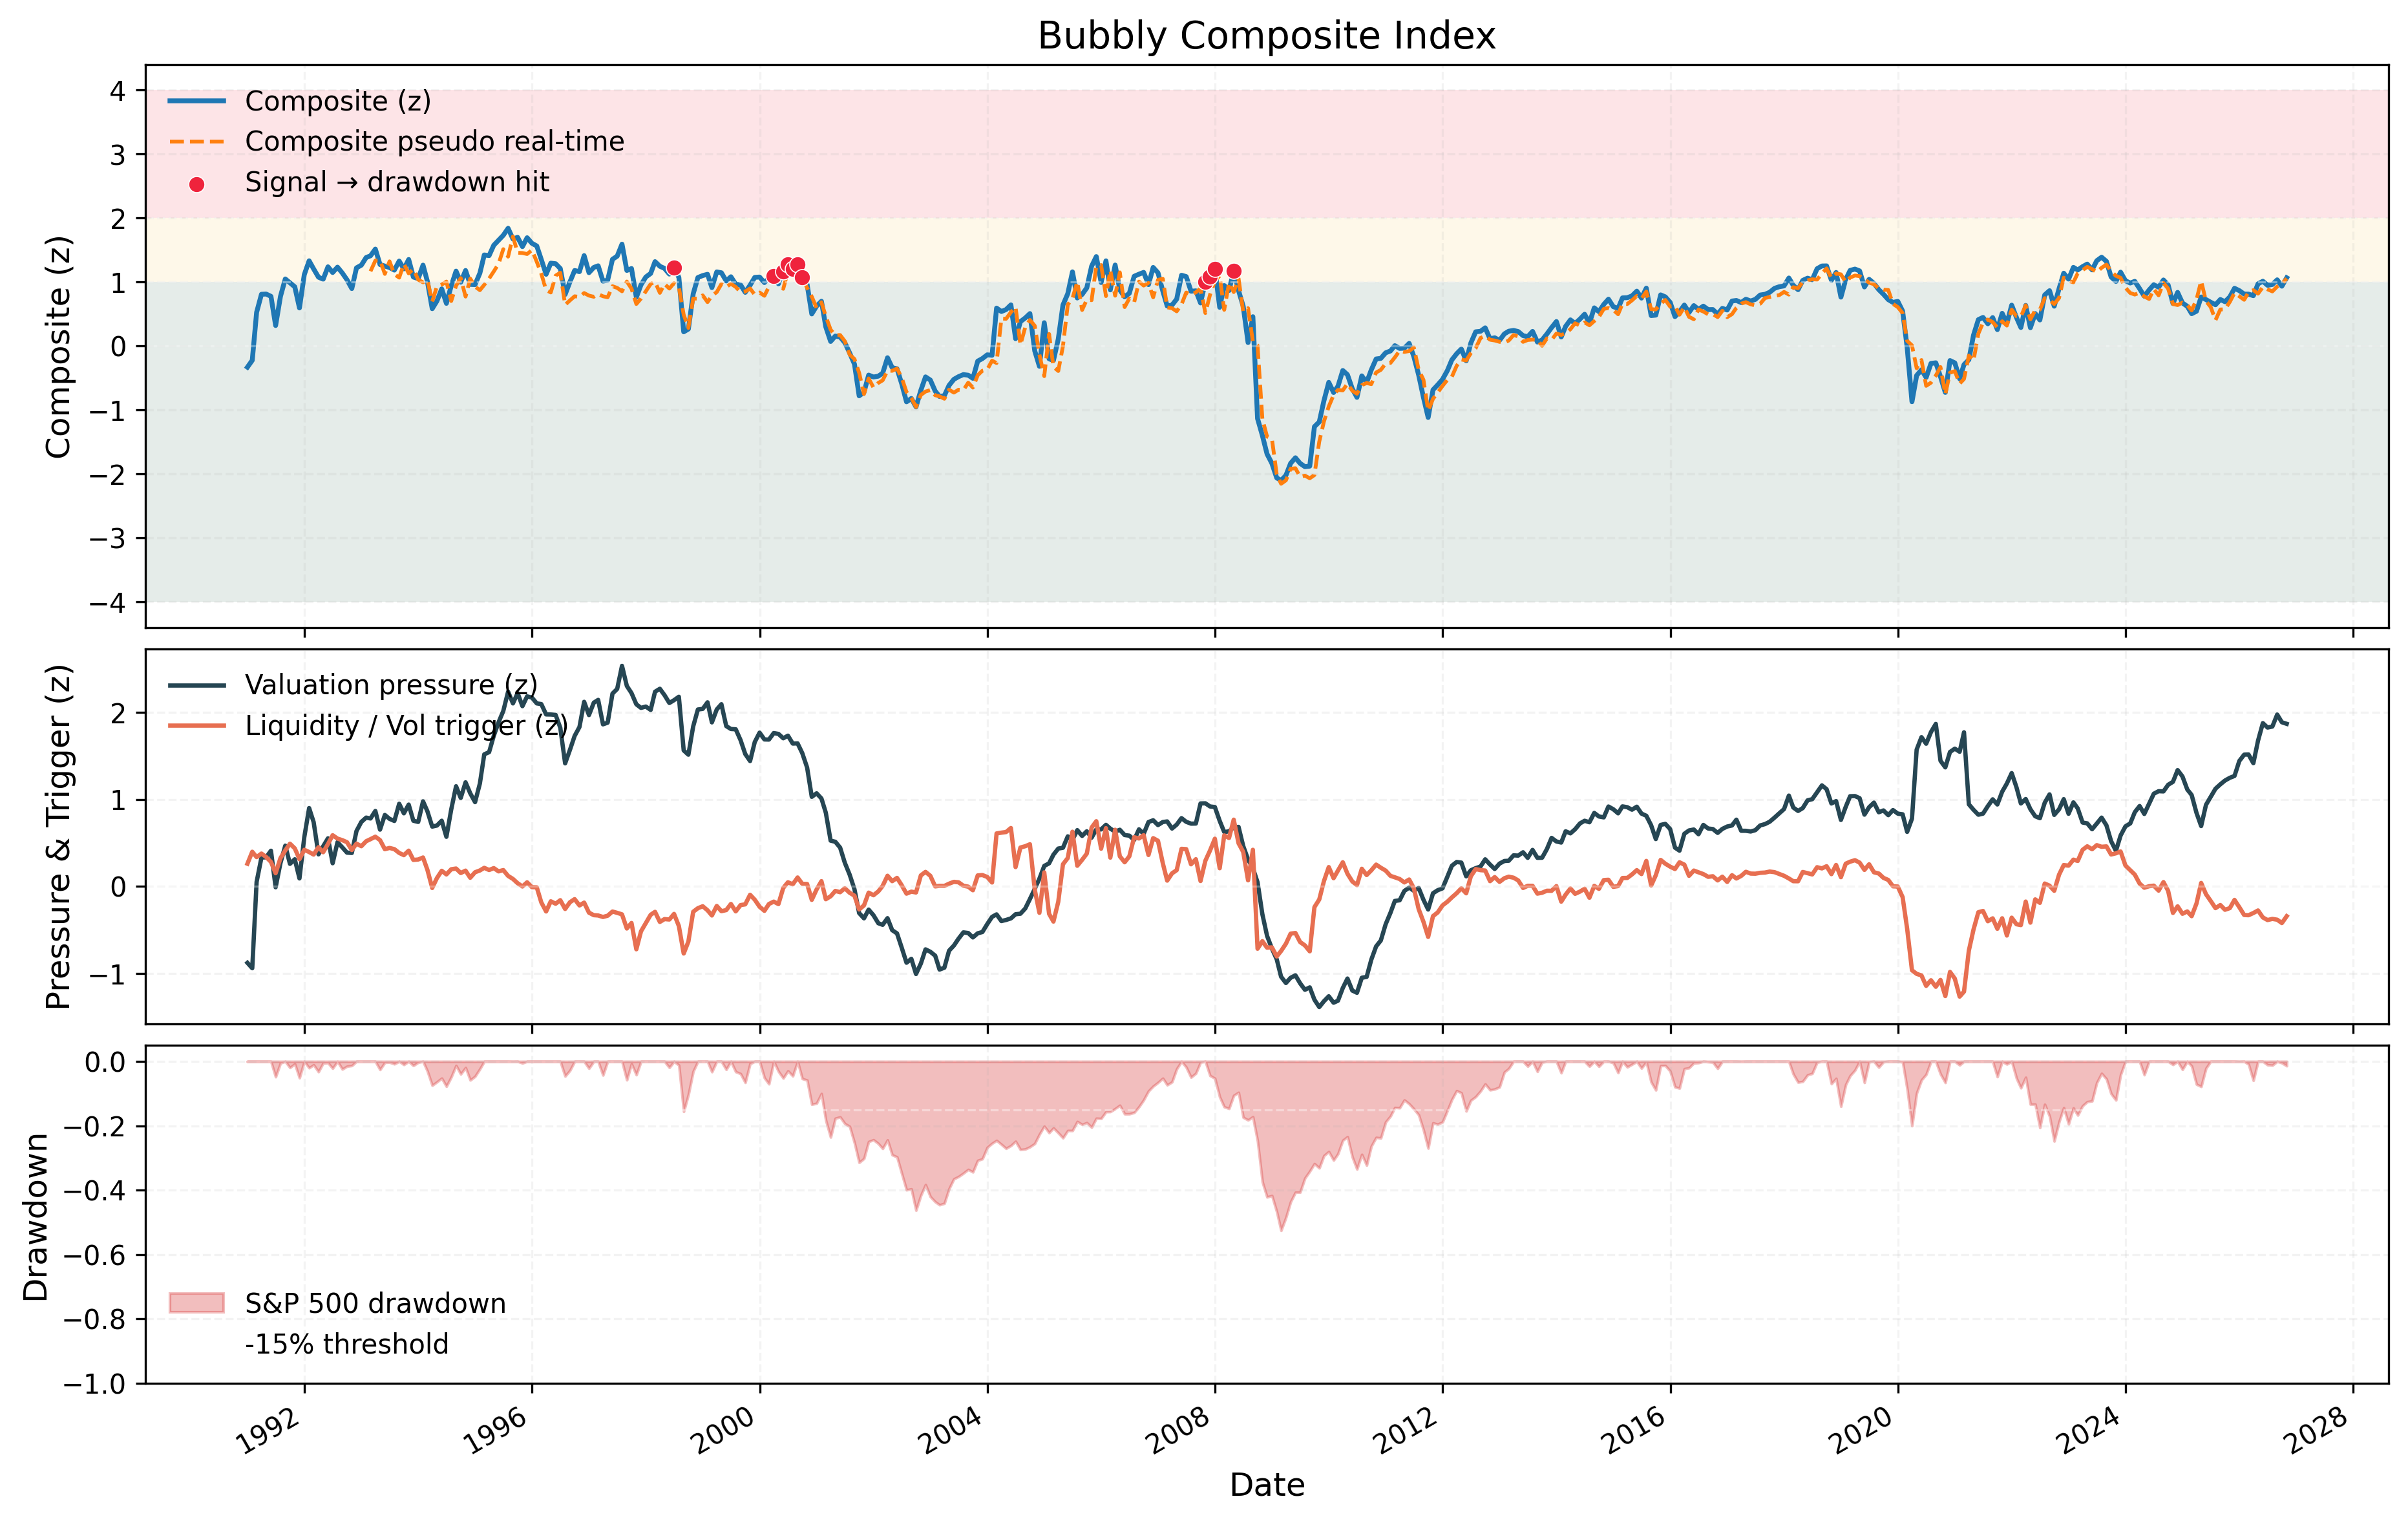 Bubbly Composite Index
4
3
2
1
0
−1
−2
−3
−4
Composite (z)
Composite (z)
Composite pseudo real-time
Signal → drawdown hit
2
1
0
−1
Pressure & Trigger (z)
Valuation pressure (z)
Liquidity / Vol trigger (z)
0.0
−0.2
−0.4
−0.6
−0.8
−1.0
Drawdown
S&P 500 drawdown
-15% threshold
1992 1996 2000 2004 2008 2012 2016 2020 2024 2028
Date